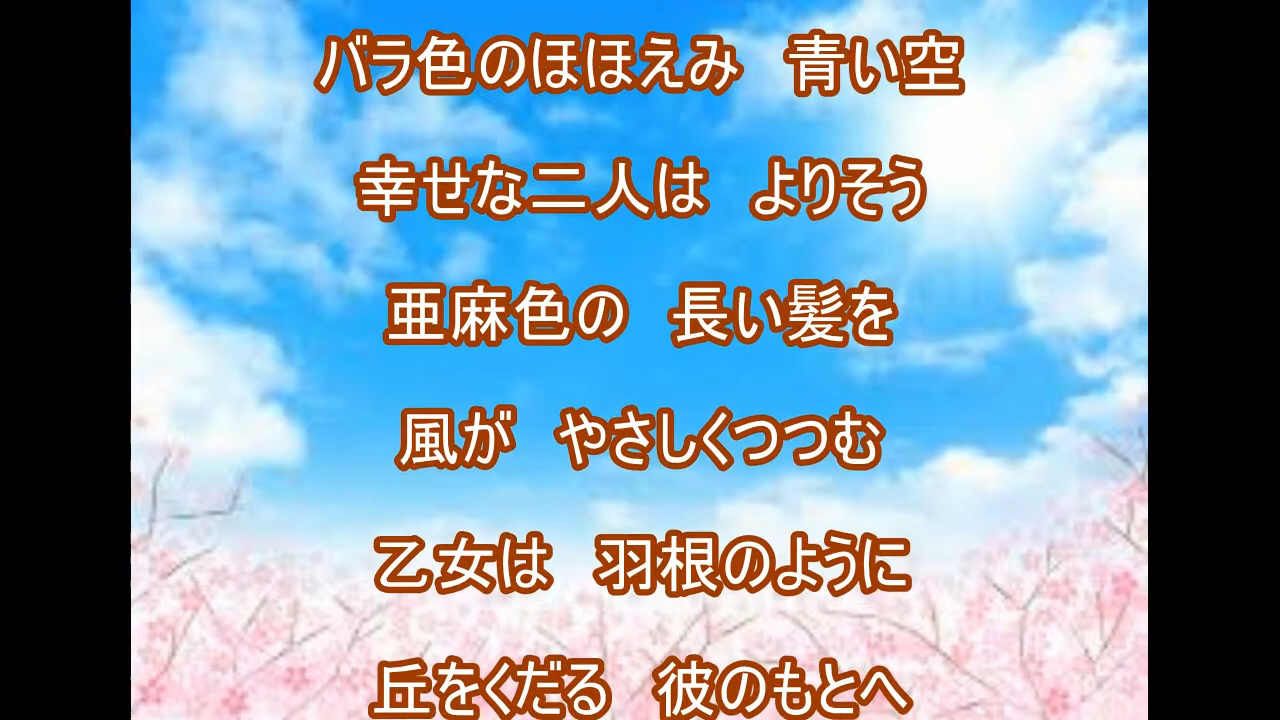 バラ色のほほえみ　青い空
幸せな二人は　よりそう
亜麻色の　長い髪を
風が　やさしくつつむ
乙女は　羽根のように
丘をくだる　彼のもとへ